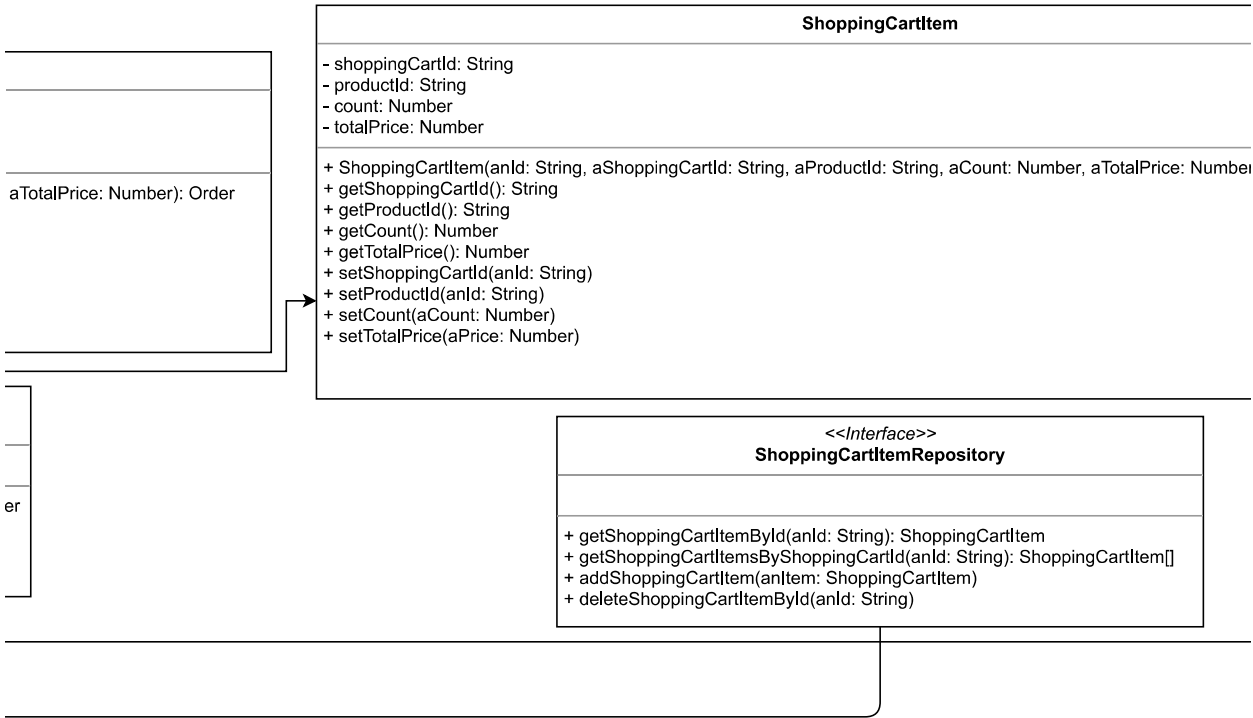 ShoppingCartItem
- shoppingCartId: String
- productId: String
- count: Number
- totalPrice: Number
+ ShoppingCartItem(anId: String, aShoppingCartId: String, aProductId: String, aCount: Number, aTotalPrice: Number
+ getShoppingCartId(): String
+ getProductId(): String
+ getCount(): Number
+ getTotalPrice(): Number
+ setShoppingCartId(anId: String)
+ setProductId(anId: String)
+ setCount(aCount: Number)
+ setTotalPrice(aPrice: Number)
aTotalPrice: Number): Order
er
<<Interface>>
ShoppingCartItemRepository
+ getShoppingCartItemById(anId: String): ShoppingCartItem
+ getShoppingCartItemsByShoppingCartId(anId: String): ShoppingCartItem[]
+ addShoppingCartItem(anItem: ShoppingCartItem)
+ deleteShoppingCartItemById(anId: String)